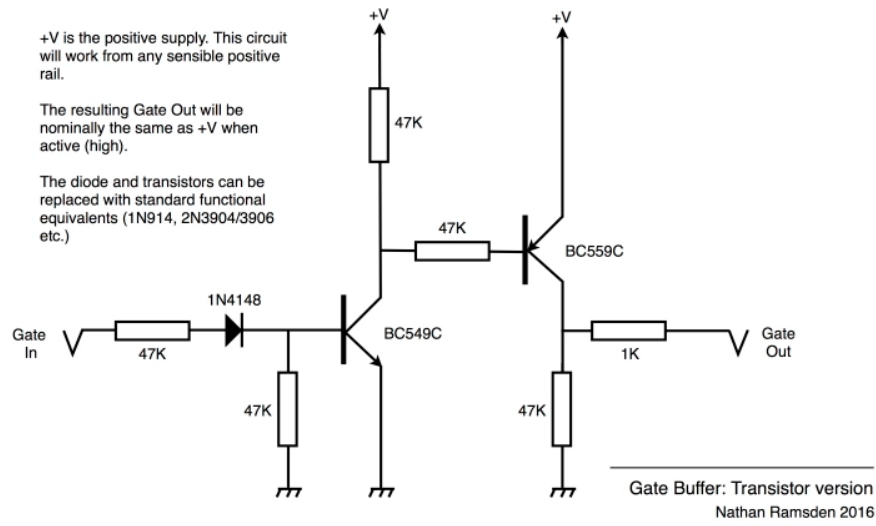 +V is the positive supply. This circuit
will work from any sensible positive
rail.
The resulting Gate Out will be
nominally the same as +V when
active (high).
The diode and transistors can be
replaced with standard functional
equivalents (1N914, 2N3904/3906
etc.)
+V
+V
47K
47K
BC559C
1N4148
BC549C
Gate
In
47K
1K
Gate
Out
47K
47K
Gate Buffer: Transistor version
Nathan Ramsden 2016